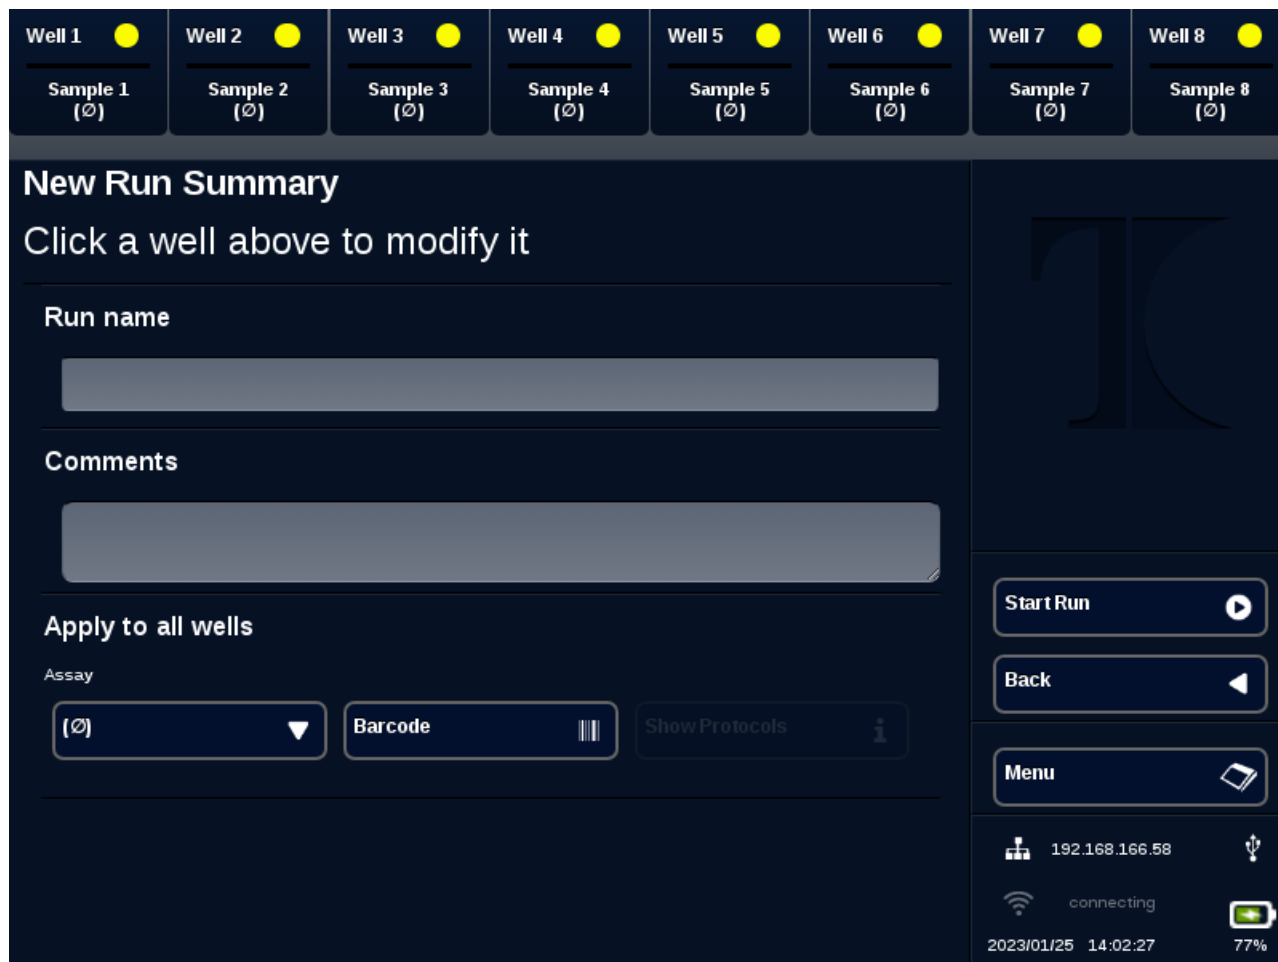 Well 1 Well 2 Well 3 Well 4 Well 5 Well 6 Well 7 Well 8
Sample 1 Sample 2 Sample 3 Sample 4 Sample 5 Sample 6 Sample 7 Sample 8
(∅) (∅) (∅) (∅) (∅) (∅) (∅) (∅)
New Run Summary
Click a well above to modify it
Run name
Comments
Apply to all wells
Assay
(∅) Barcode Show Protocols
Start Run
Back
Menu
192.168.166.58
connecting
2023/01/25 14:02:27 77%